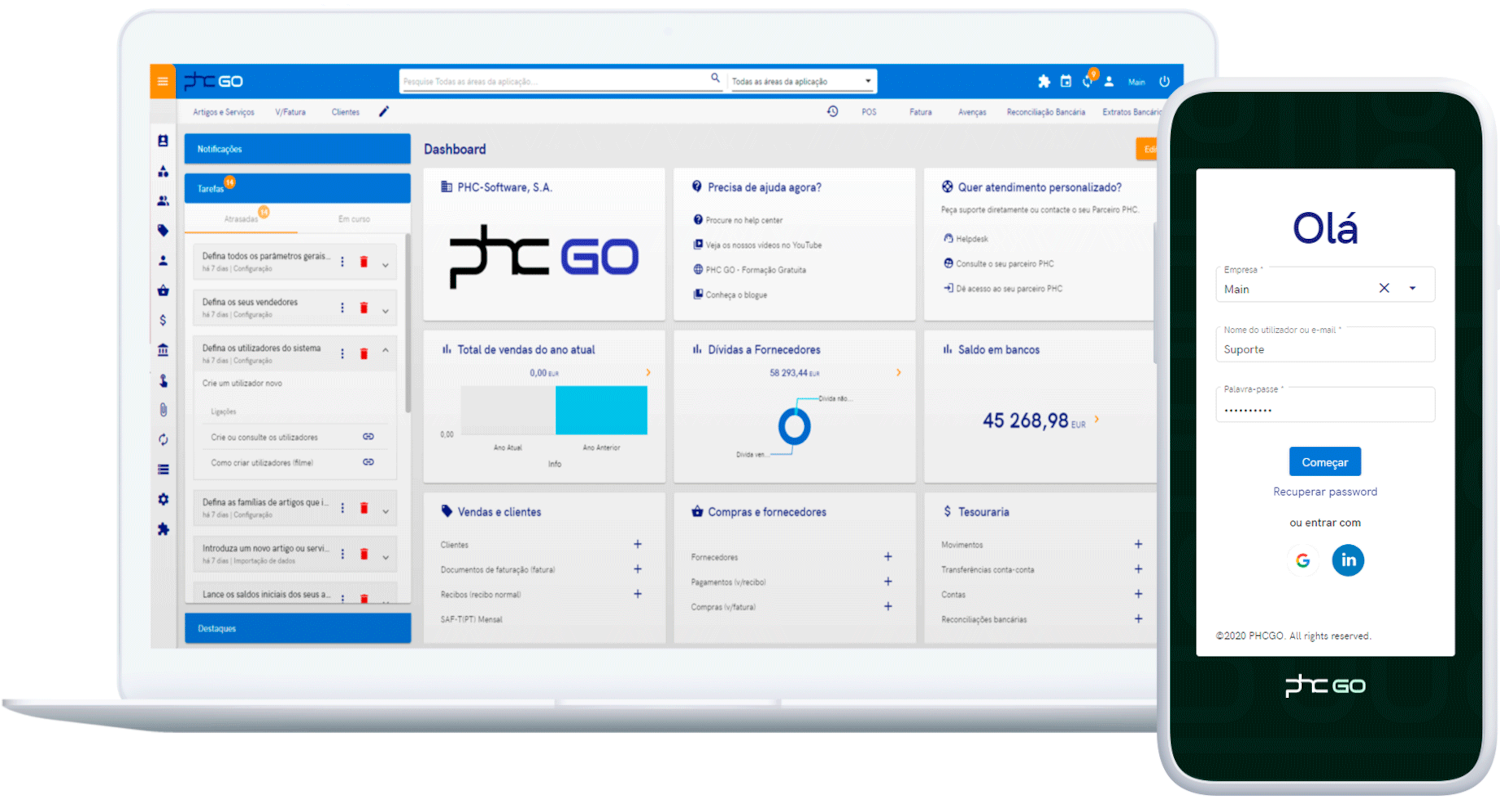 phc GO
Pesquise Todas as áreas da aplicação...
Todas as áreas da aplicação
9
Main
Artigos e Serviços
V/Fatura
Clientes
POS
Fatura
Avenças
Reconciliação Bancária
Extratos Bancário
Notificações
Tarefas
14
Atrasadas
14
Em curso
Defina todos os parâmetros gerais...
há 7 dias | Configuração
Defina os seus vendedores
há 7 dias | Configuração
Defina os utilizadores do sistema
há 7 dias | Configuração
Crie um utilizador novo
Ligações
Crie ou consulte os utilizadores
Como criar utilizadores (filme)
Defina as famílias de artigos que i...
há 7 dias | Configuração
Introduza um novo artigo ou servi...
há 7 dias | Importação de dados
Lance os saldos iniciais dos seus a...
Destaques
Dashboard
PHC-Software, S.A.
phc GO
Precisa de ajuda agora?
Procure no help center
Veja os nossos vídeos no YouTube
PHC GO - Formação Gratuita
Conheça o blogue
Quer atendimento personalizado?
Peça suporte diretamente ou contacte o seu Parceiro PHC.
Helpdesk
Consulte o seu parceiro PHC
Dê acesso ao seu parceiro PHC
Total de vendas do ano atual
0,00 EUR
0,00
Ano Atual
Ano Anterior
Info
Dívidas a Fornecedores
58 293,44 EUR
Dívida não...
Dívida ven...
Saldo em bancos
45 268,98 EUR
Vendas e clientes
Clientes
Documentos de faturação (fatura)
Recibos (recibo normal)
SAF-T(PT) Mensal
Compras e fornecedores
Fornecedores
Pagamentos (v/recibo)
Compras (v/fatura)
Tesouraria
Movimentos
Transferências conta-conta
Contas
Reconciliações bancárias
Olá
Empresa *
Main
Nome do utilizador ou e-mail *
Suporte
Palavra-passe *
Começar
Recuperar password
ou entrar com
G
in
©2020 PHCGO. All rights reserved.
phc GO